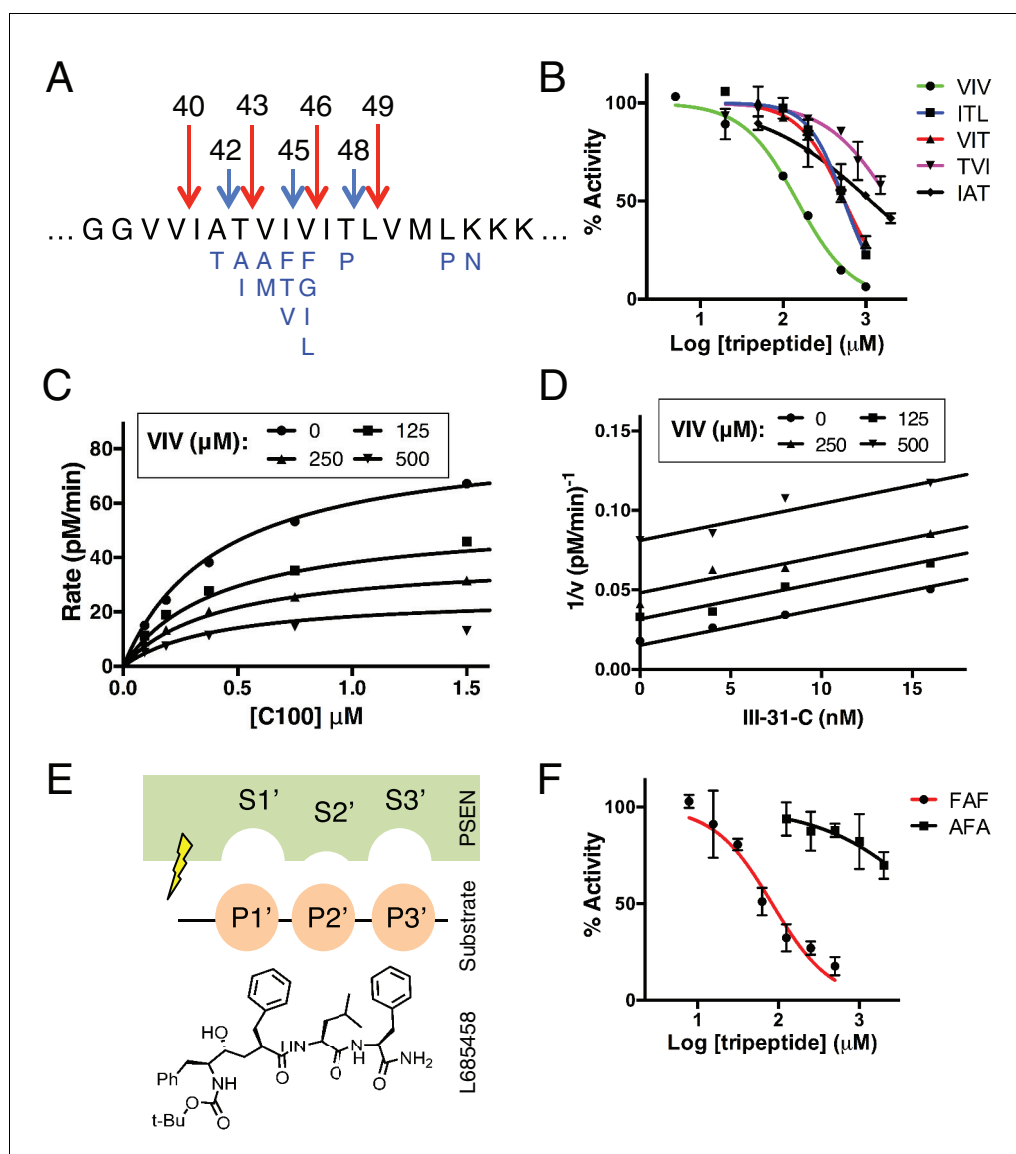 A
40 43 46 49
42 45 48
...GGVVIATVIVITLVMLKKK...
T A A F F P P N
I M T G
V I
L
B
% Activity
100
50
0
1 2 3
Log [tripeptide] (μM)
VIV
ITL
VIT
TVI
IAT
C
VIV (μM): 0 125
250 500
Rate (pM/min)
80
60
40
20
0
0.0 0.5 1.0 1.5
[C100] μM
D
VIV (μM): 0 125
250 500
1/v (pM/min)-1
0.15
0.10
0.05
0.00
0 5 10 15
III-31-C (nM)
E
S1’ S2’ S3’
PSEN
P1’ P2’ P3’
Substrate
HO
H
N
O
Ph
NH
O
O
t-Bu
O
N
H
O
NH2
L685458
F
% Activity
100
50
0
1 2 3
Log [tripeptide] (μM)
FAF
AFA